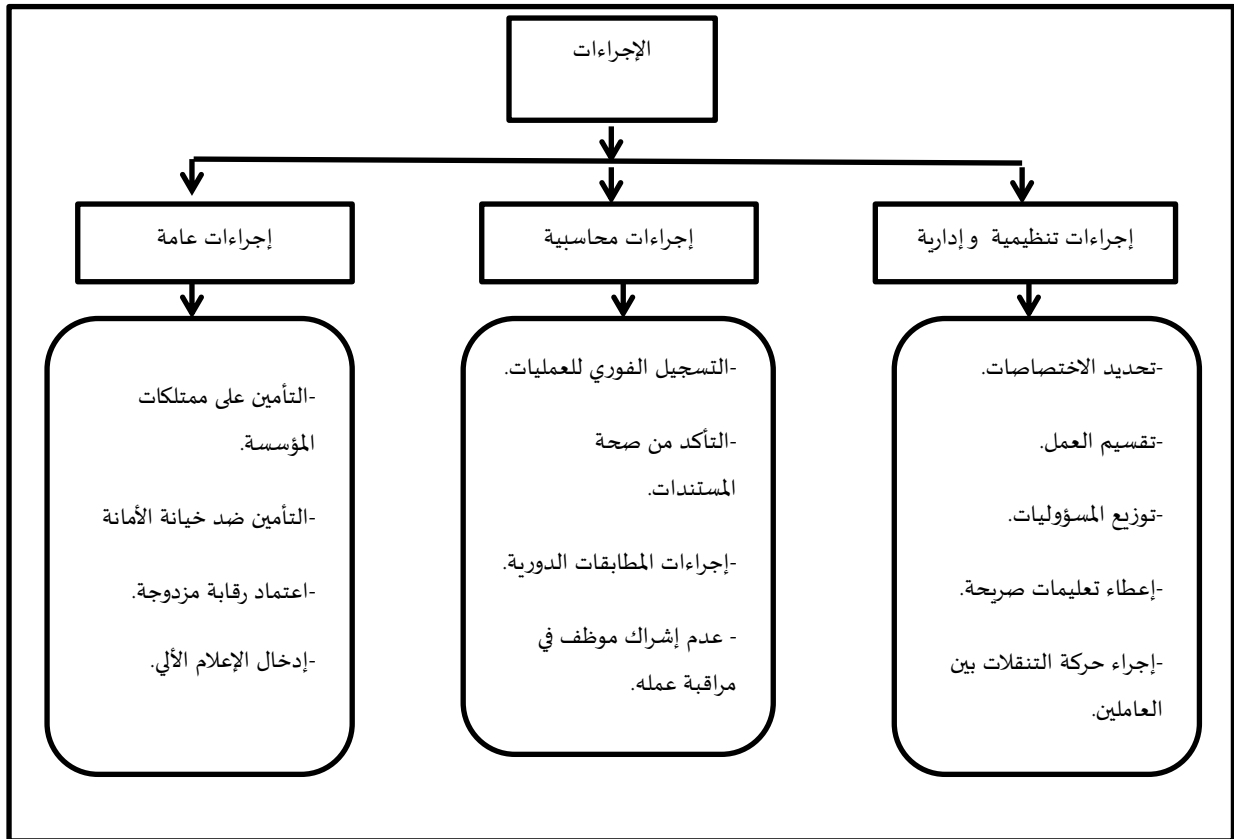 الإجراءات
إجراءات تنظيمية و إدارية
إجراءات محاسبية
إجراءات عامة
-تحديد الاختصاصات.
-تقسيم العمل.
-توزيع المسؤوليات.
-إعطاء تعليمات صريحة.
-إجراء حركة التنقلات بين
العاملين.
-التسجيل الفوري للعمليات.
-التأكد من صحة
المستندات.
-إجراءات المطابقات الدورية.
- عدم إشراك موظف في
مراقبة عمله.
-التأمين على ممتلكات
المؤسسة.
-التأمين ضد خيانة الأمانة
-اعتماد رقابة مزدوجة.
-إدخال الإعلام الألي.